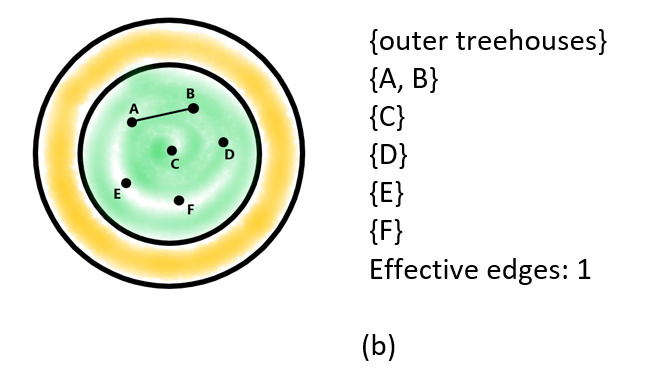 {outer treehouses}
{A, B}
{C}
{D}
{E}
{F}
Effective edges: 1
(b)
A
B
C
D
E
F